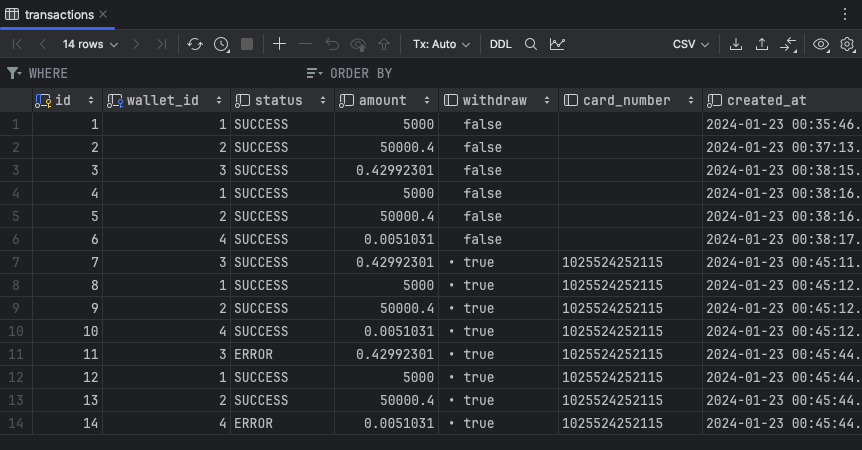 transactions
14 rows Tx: Auto DDL CSV
WHERE ORDER BY
id wallet_id status amount withdraw card_number created_at
1 1 1 SUCCESS 5000 false 2024-01-23 00:35:46.
2 2 2 SUCCESS 50000.4 false 2024-01-23 00:37:13.
3 3 3 SUCCESS 0.42992301 false 2024-01-23 00:38:15.
4 4 1 SUCCESS 5000 false 2024-01-23 00:38:16.
5 5 2 SUCCESS 50000.4 false 2024-01-23 00:38:16.
6 6 4 SUCCESS 0.0051031 false 2024-01-23 00:38:17.
7 7 3 SUCCESS 0.42992301 • true 1025524252115 2024-01-23 00:45:11.
8 8 1 SUCCESS 5000 • true 1025524252115 2024-01-23 00:45:12.
9 9 2 SUCCESS 50000.4 • true 1025524252115 2024-01-23 00:45:12.
10 10 4 SUCCESS 0.0051031 • true 1025524252115 2024-01-23 00:45:12.
11 11 3 ERROR 0.42992301 • true 1025524252115 2024-01-23 00:45:44.
12 12 1 SUCCESS 5000 • true 1025524252115 2024-01-23 00:45:44.
13 13 2 SUCCESS 50000.4 • true 1025524252115 2024-01-23 00:45:44.
14 14 4 ERROR 0.0051031 • true 1025524252115 2024-01-23 00:45:44.